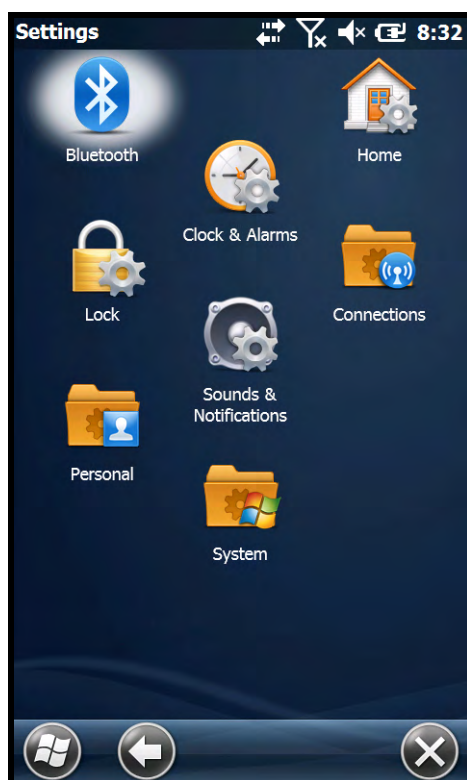 Settings 8:32
Bluetooth
Home
Clock & Alarms
Lock
Connections
Sounds &
Notifications
Personal
System